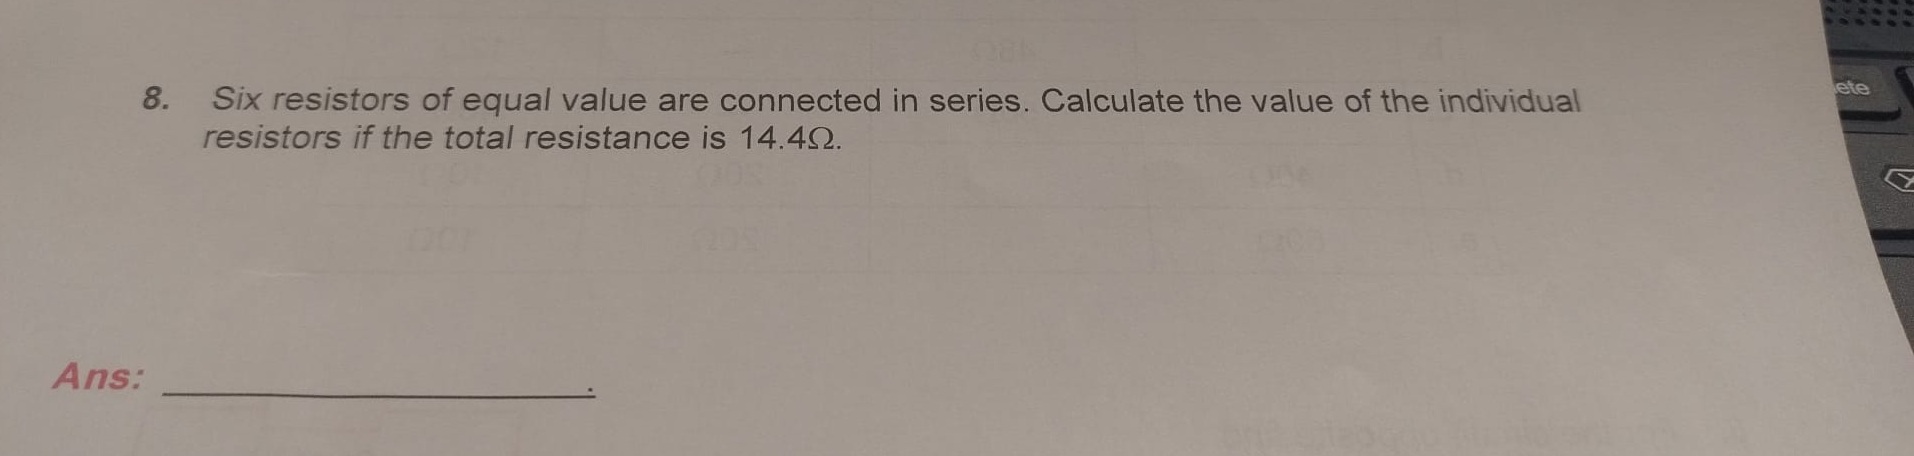 8. Six resistors of equal value are connected in series. Calculate the value of the individual
resistors if the total resistance is 14.4Ω.
Ans: .
ete